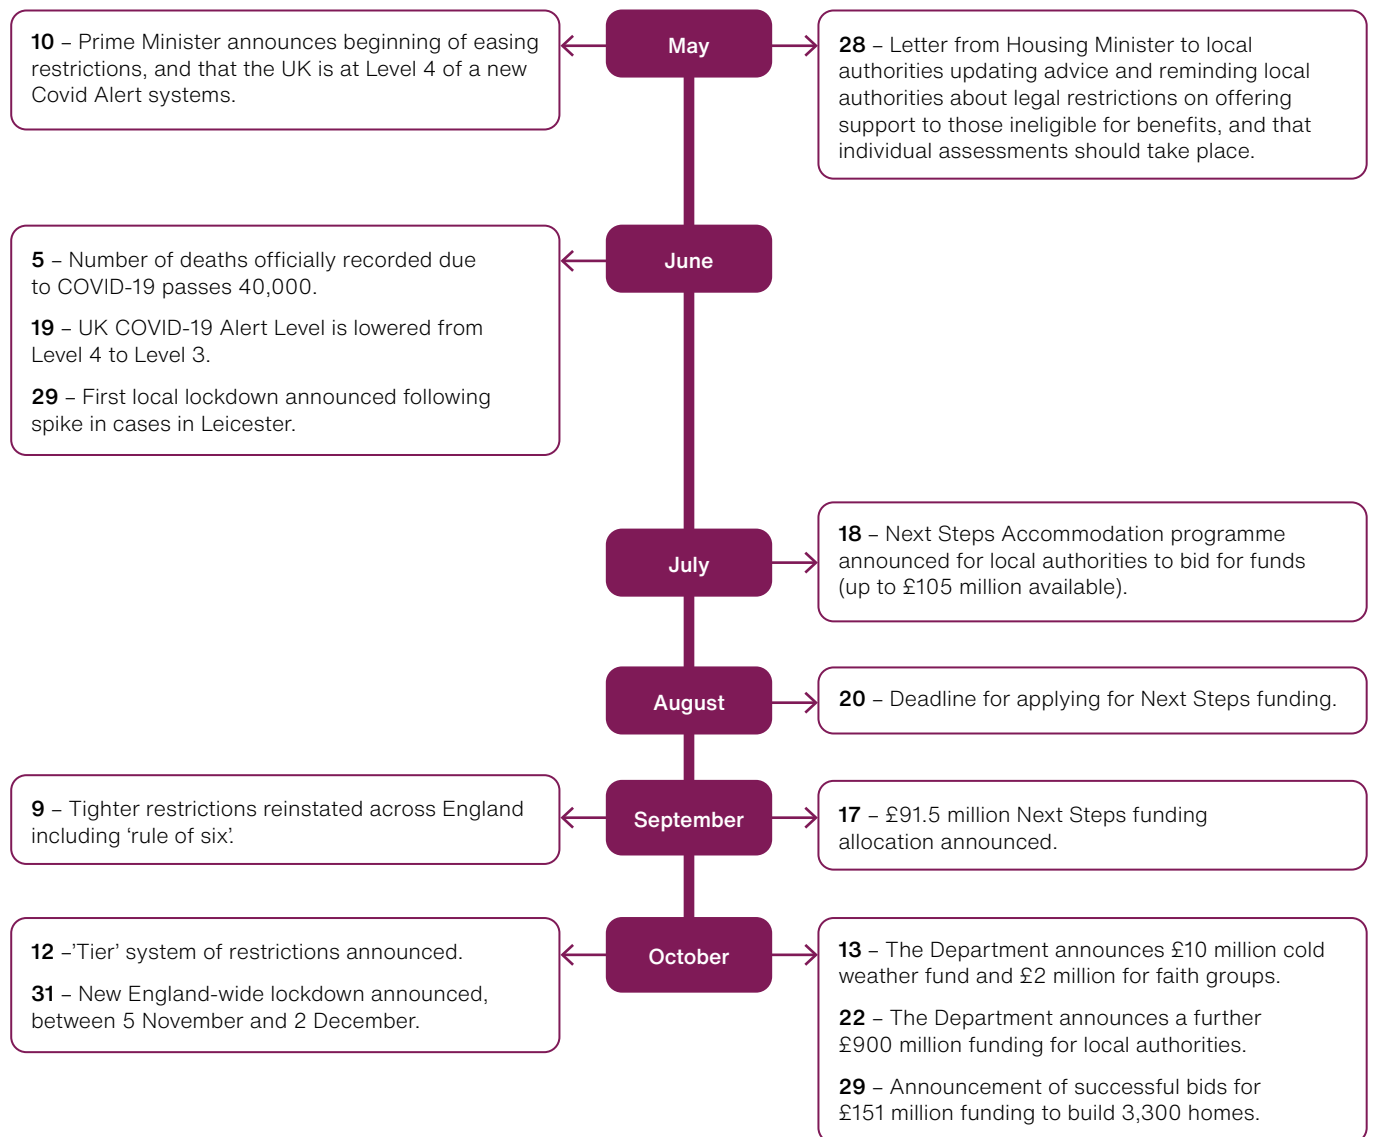 May
10 – Prime Minister announces beginning of easing
restrictions, and that the UK is at Level 4 of a new
Covid Alert systems.
28 – Letter from Housing Minister to local
authorities updating advice and reminding local
authorities about legal restrictions on offering
support to those ineligible for benefits, and that
individual assessments should take place.
June
5 – Number of deaths officially recorded due
to COVID-19 passes 40,000.
19 – UK COVID-19 Alert Level is lowered from
Level 4 to Level 3.
29 – First local lockdown announced following
spike in cases in Leicester.
July
18 – Next Steps Accommodation programme
announced for local authorities to bid for funds
(up to £105 million available).
August
20 – Deadline for applying for Next Steps funding.
September
9 – Tighter restrictions reinstated across England
including ‘rule of six’.
17 – £91.5 million Next Steps funding
allocation announced.
October
12 –’Tier’ system of restrictions announced.
31 – New England-wide lockdown announced,
between 5 November and 2 December.
13 – The Department announces £10 million cold
weather fund and £2 million for faith groups.
22 – The Department announces a further
£900 million funding for local authorities.
29 – Announcement of successful bids for
£151 million funding to build 3,300 homes.